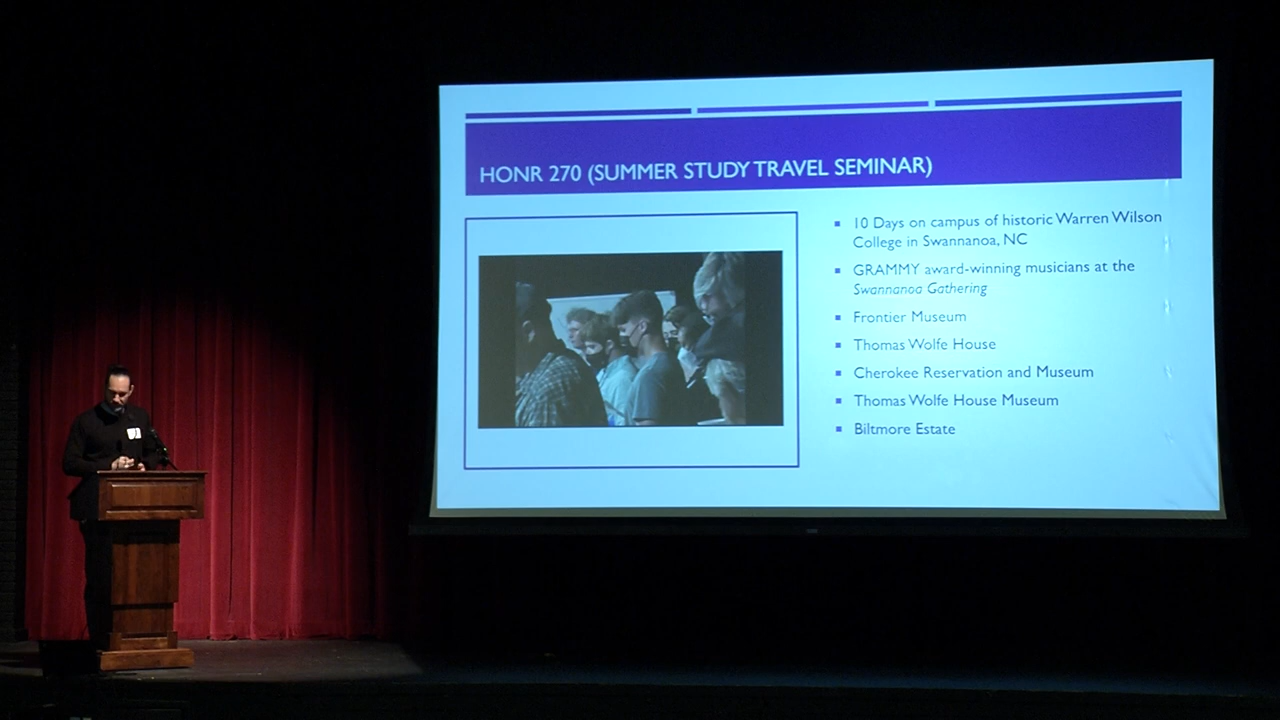 HONR 270 (SUMMER STUDY TRAVEL SEMINAR)
10 Days on campus of historic Warren Wilson
College in Swannanoa, NC
GRAMMY award-winning musicians at the
Swannanoa Gathering
Frontier Museum
Thomas Wolfe House
Cherokee Reservation and Museum
Thomas Wolfe House Museum
Biltmore Estate